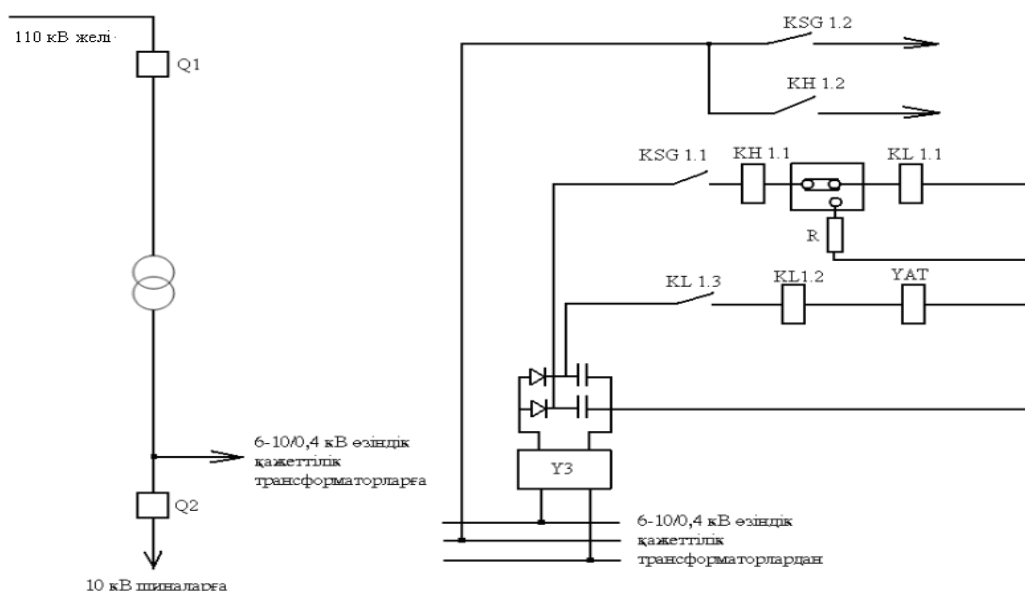 110 кВ желі
Q1
6-10/0,4 кВ өзіндік
қажеттілік
трансформаторларға
Q2
10 кВ шиналарға
KSG 1.2
KH 1.2
KSG 1.1
KH 1.1
KL 1.1
R
KL 1.3
KL1.2
YAT
УЗ
6-10/0,4 кВ өзіндік
қажеттілік
трансформаторлардан